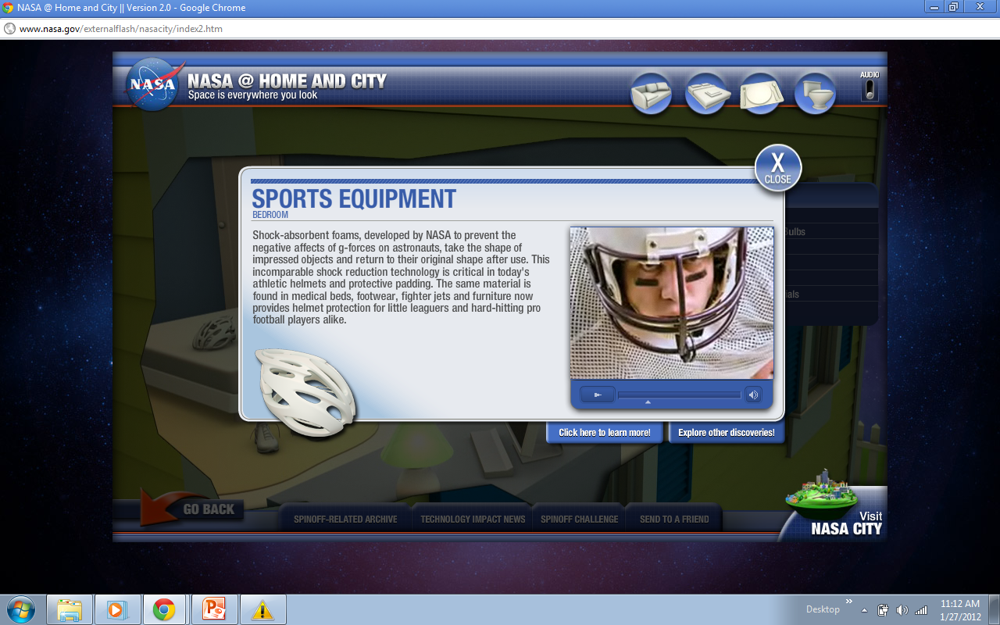 NASA @ Home and City || Version 2.0 - Google Chrome
www.nasa.gov/externalflash/nasacity/index2.htm
NASA
NASA @ HOME AND CITY
Space is everywhere you look
AUDIO
X
CLOSE
SPORTS EQUIPMENT
BEDROOM
Shock-absorbent foams, developed by NASA to prevent the
negative affects of g-forces on astronauts, take the shape of
impressed objects and return to their original shape after use. This
incomparable shock reduction technology is critical in today's
athletic helmets and protective padding. The same material is
found in medical beds, footwear, fighter jets and furniture now
provides helmet protection for little leaguers and hard-hitting pro
football players alike.
Click here to learn more!
Explore other discoveries!
GO BACK
SPINOFF-RELATED ARCHIVE
TECHNOLOGY IMPACT NEWS
SPINOFF CHALLENGE
SEND TO A FRIEND
Visit
NASA CITY
Desktop
11:12 AM
1/27/2012